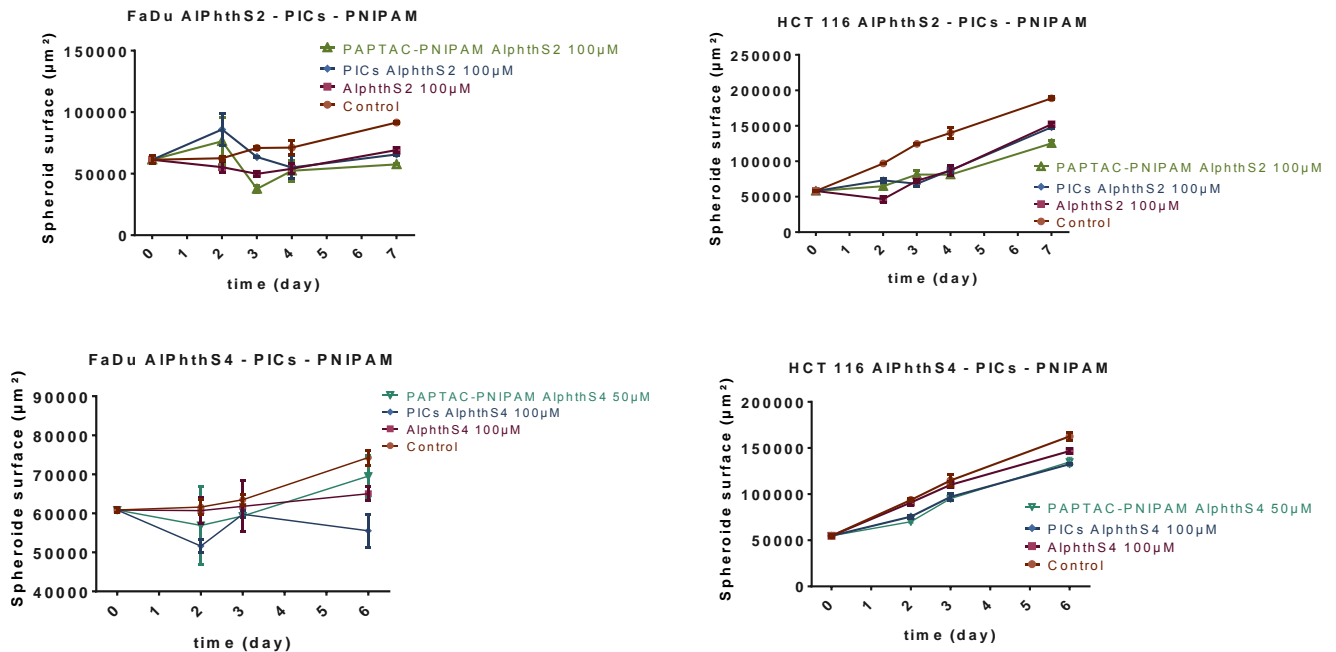 FaDu AlPhthS2 - PICs - PNIPAM
Spheroid surface (µm²)
150000
100000
50000
0
0 1 2 3 4 5 6 7
time (day)
PAPTAC-PNIPAM AlphthS2 100µM
PICs AlphthS2 100µM
AlphthS2 100µM
Control
HCT 116 AlPhthS2 - PICs - PNIPAM
Spheroid surface (µm²)
250000
200000
150000
100000
50000
0
0 1 2 3 4 5 6 7
time (day)
PAPTAC-PNIPAM AlphthS2 100µM
PICs AlphthS2 100µM
AlphthS2 100µM
Control
FaDu AlPhthS4 - PICs - PNIPAM
Spheroide surface (µm²)
90000
80000
70000
60000
50000
40000
0 1 2 3 4 5 6
time (day)
PAPTAC-PNIPAM AlphthS4 50µM
PICs AlphthS4 100µM
AlphthS4 100µM
Control
HCT 116 AlPhthS4 - PICs - PNIPAM
Spheroide surface (µm²)
200000
150000
100000
50000
0
0 1 2 3 4 5 6
time (day)
PAPTAC-PNIPAM AlphthS4 50µM
PICs AlphthS4 100µM
AlphthS4 100µM
Control